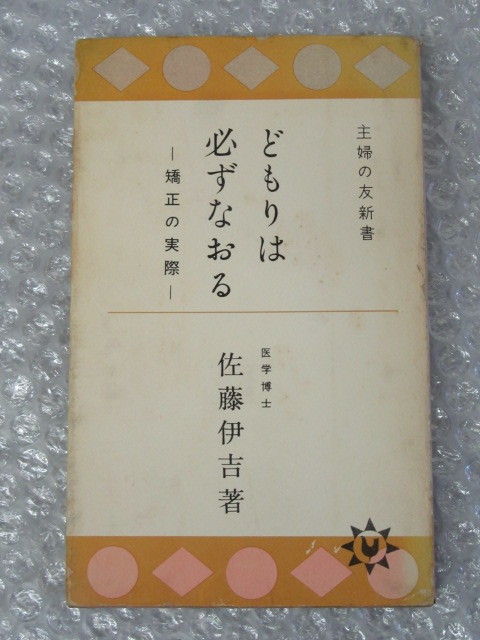 主婦の友新書
どもりは
必ずなおる
―矯正の実際―
医学博士
佐藤伊吉著